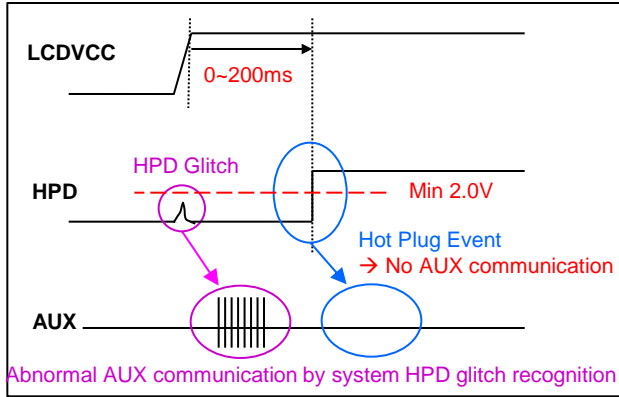 LCDVCC
0~200ms
HPD Glitch
HPD
Min 2.0V
Hot Plug Event
→ No AUX communication
AUX
Abnormal AUX communication by system HPD glitch recognition